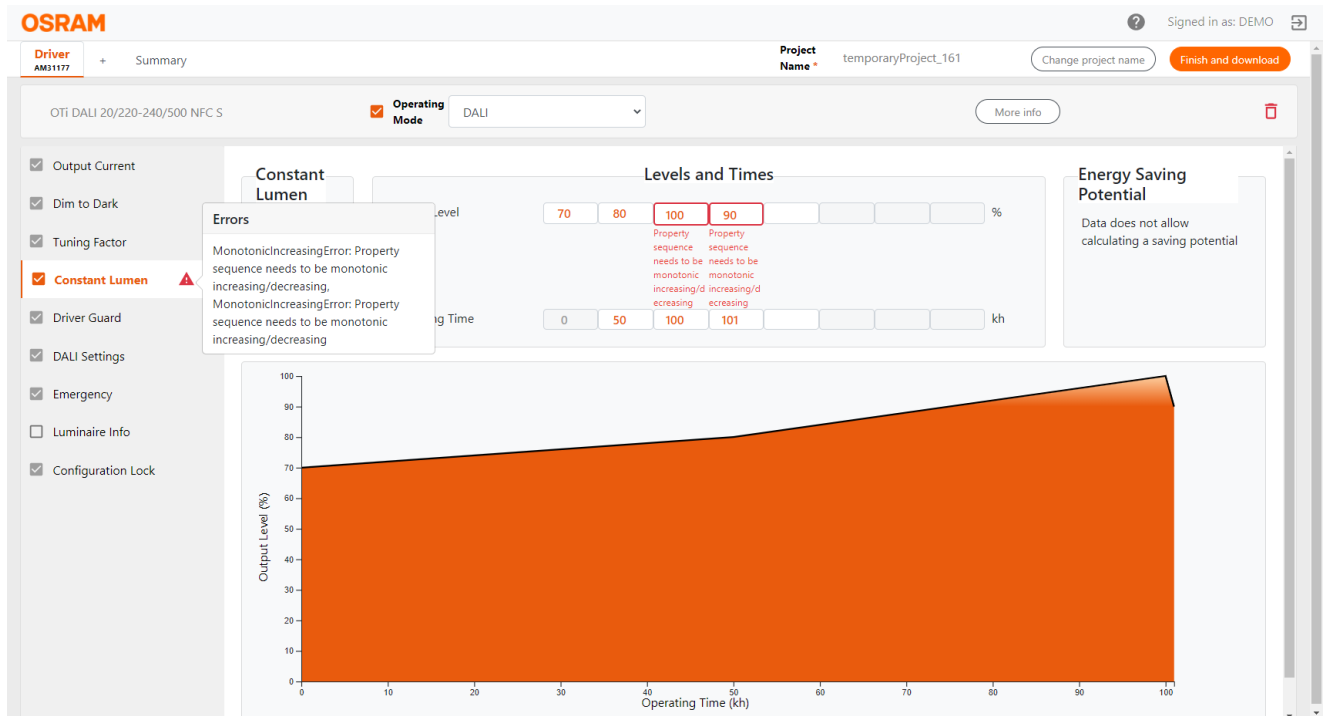 OSRAM
Signed in as: DEMO
Driver
AM31177
+
Summary
Project
Name *
temporaryProject_161
Change project name
Finish and download
OTi DALI 20/220-240/500 NFC S
Operating
Mode
DALI
More info
Output Current
Dim to Dark
Tuning Factor
Constant Lumen
Driver Guard
DALI Settings
Emergency
Luminaire Info
Configuration Lock
Constant
Lumen
Errors
MonotonicIncreasingError: Property
sequence needs to be monotonic
increasing/decreasing,
MonotonicIncreasingError: Property
sequence needs to be monotonic
increasing/decreasing
Levels and Times
Level
70 80 100 90 %
Property
sequence
needs to be
monotonic
increasing/d
ecreasing
Property
sequence
needs to be
monotonic
increasing/d
ecreasing
ng Time
0 50 100 101 kh
Energy Saving
Potential
Data does not allow
calculating a saving potential
Output Level (%)
100
90
80
70
60
50
40
30
20
10
0
0 10 20 30 40 50 60 70 80 90 100
Operating Time (kh)